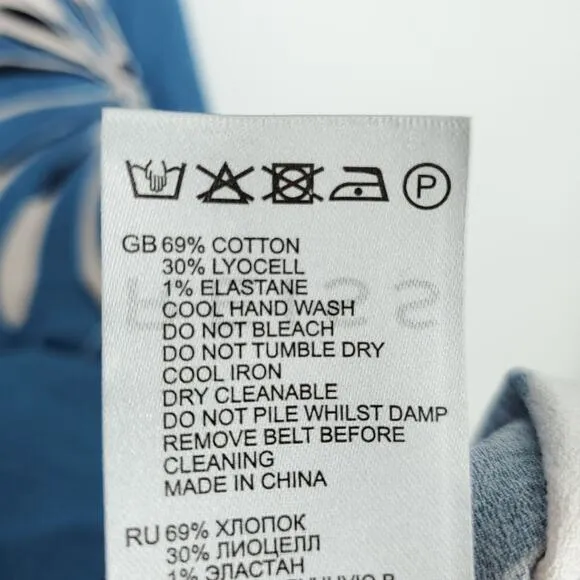 P
GB 69% COTTON
30% LYOCELL
1% ELASTANE
COOL HAND WASH
DO NOT BLEACH
DO NOT TUMBLE DRY
COOL IRON
DRY CLEANABLE
DO NOT PILE WHILST DAMP
REMOVE BELT BEFORE
CLEANING
MADE IN CHINA
RU 69% ХЛОПОК
30% ЛИОЦЕЛЛ
1% ЭЛАСТАН